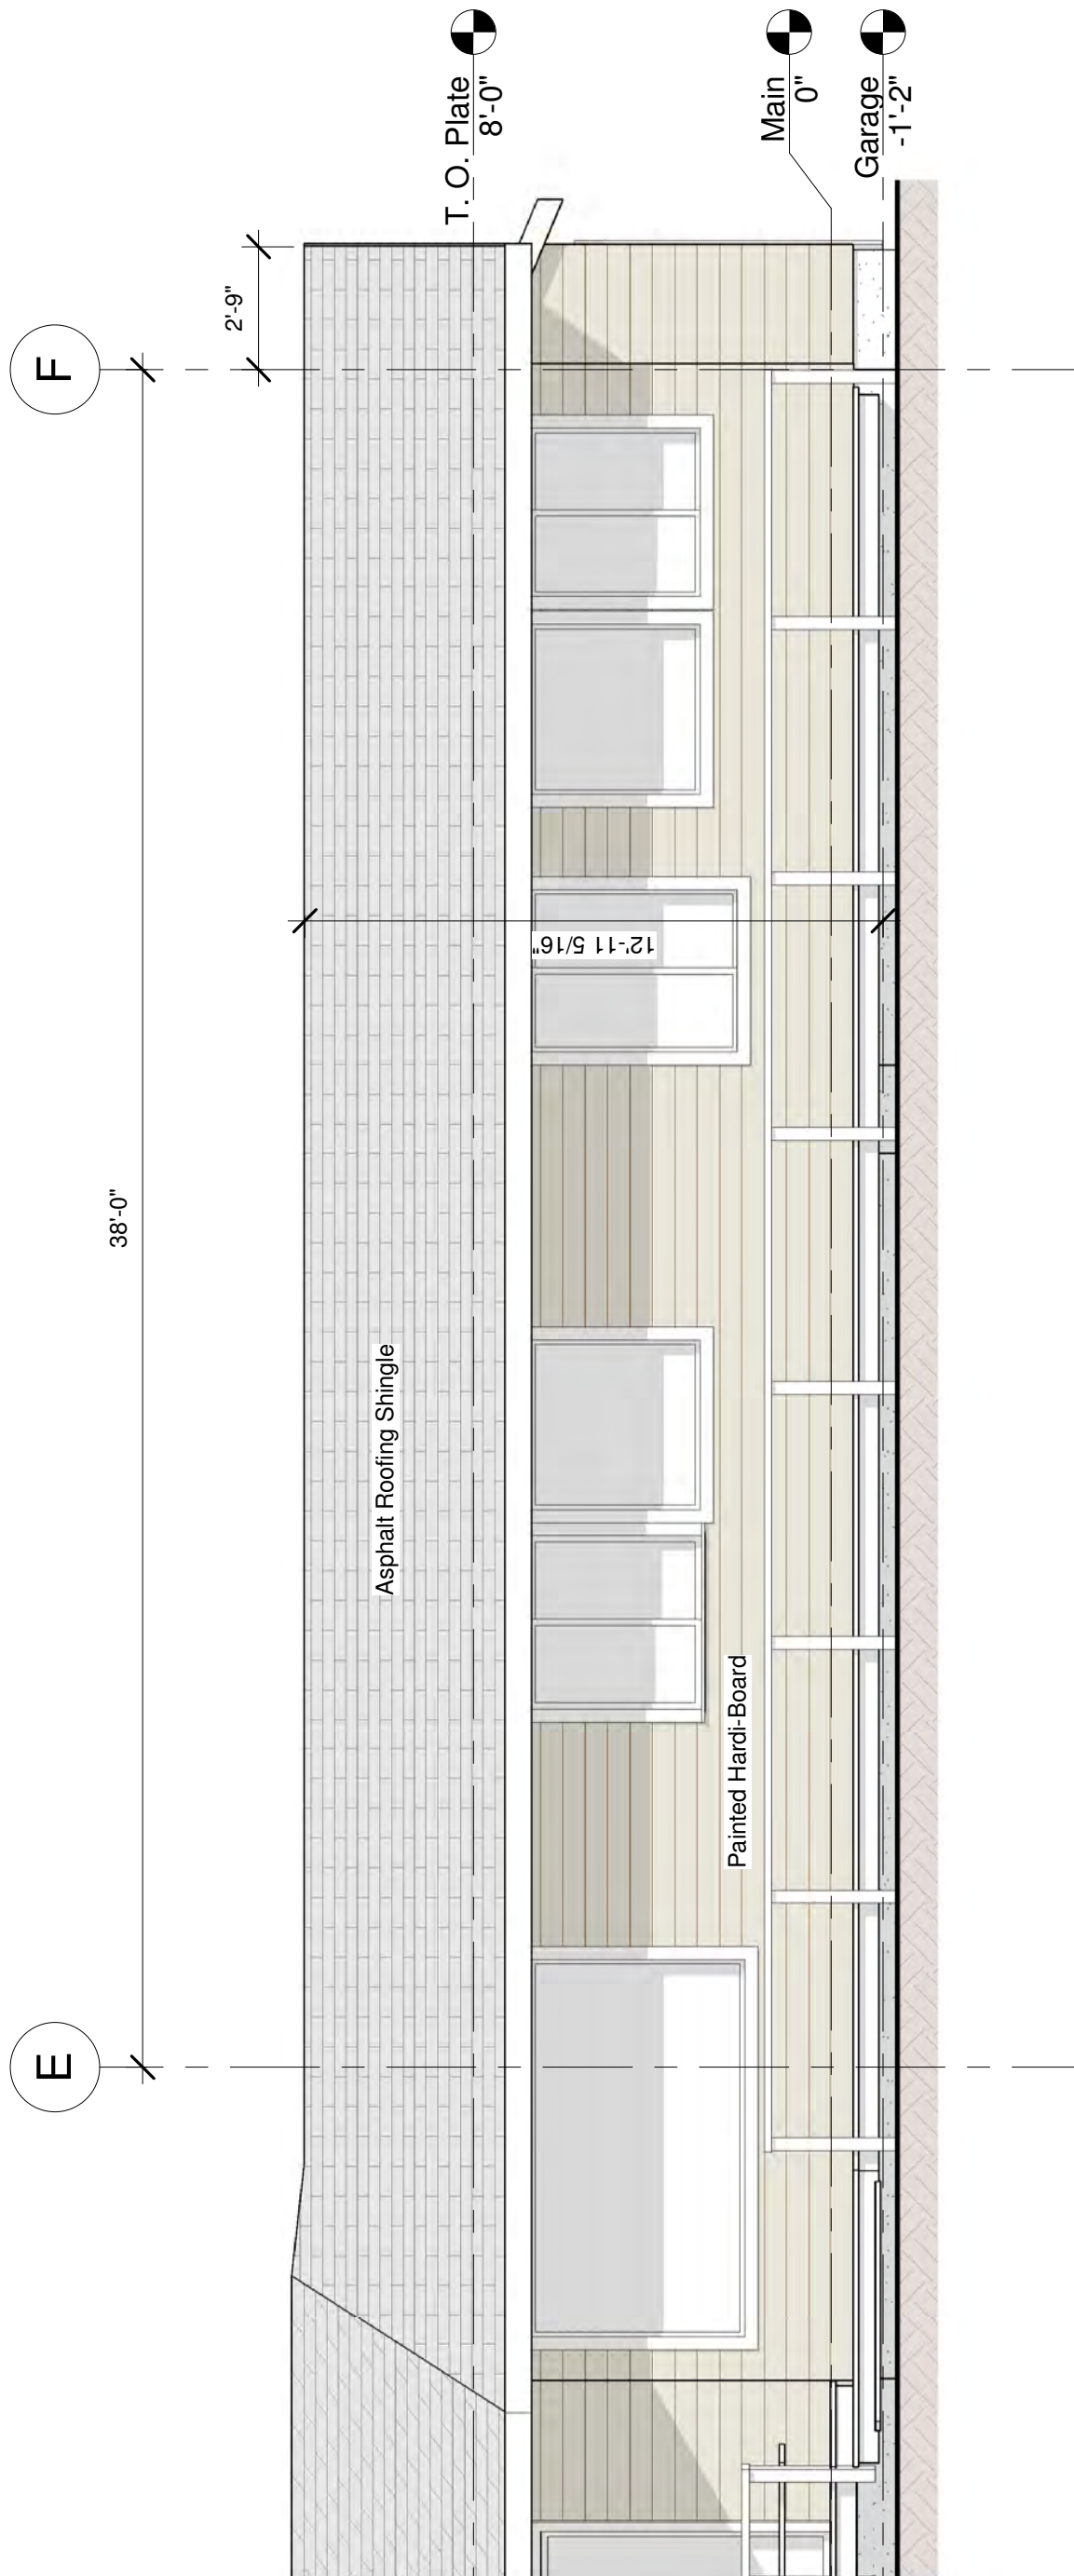 T. O. Plate
8'-0"
Main
0"
Garage
-1'-2"
2'-9"
F
38'-0"
12'-11 5/16"
Asphalt Roofing Shingle
Painted Hardi-Board
E